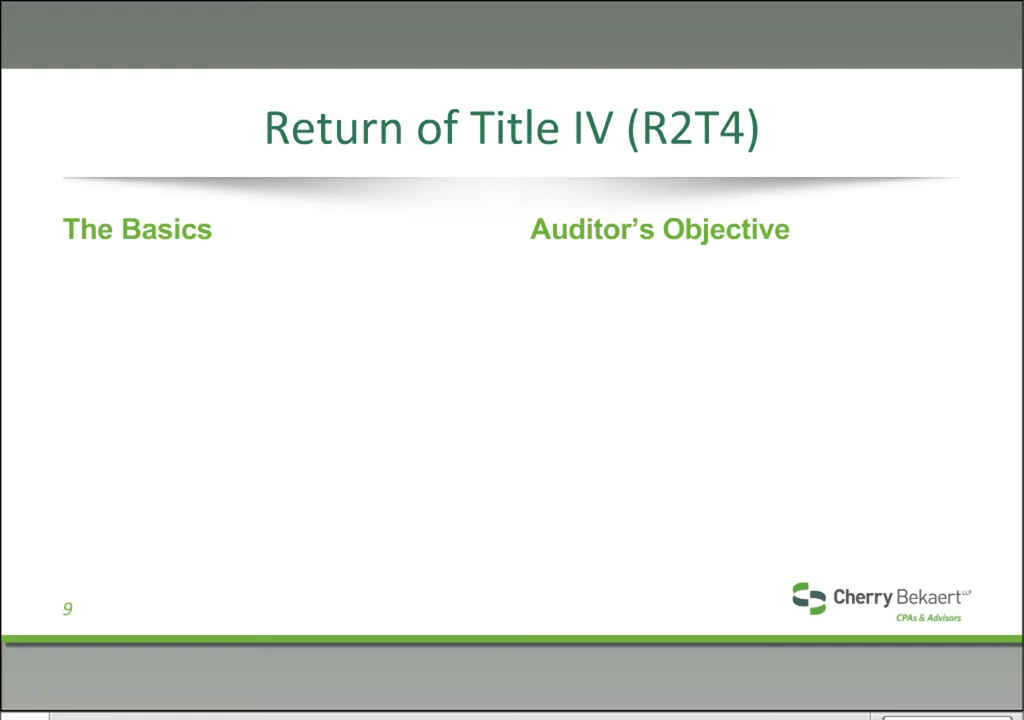 Return of Title IV (R2T4)
The Basics
Auditor’s Objective
9
Cherry Bekaert LLP
CPAs & Advisors